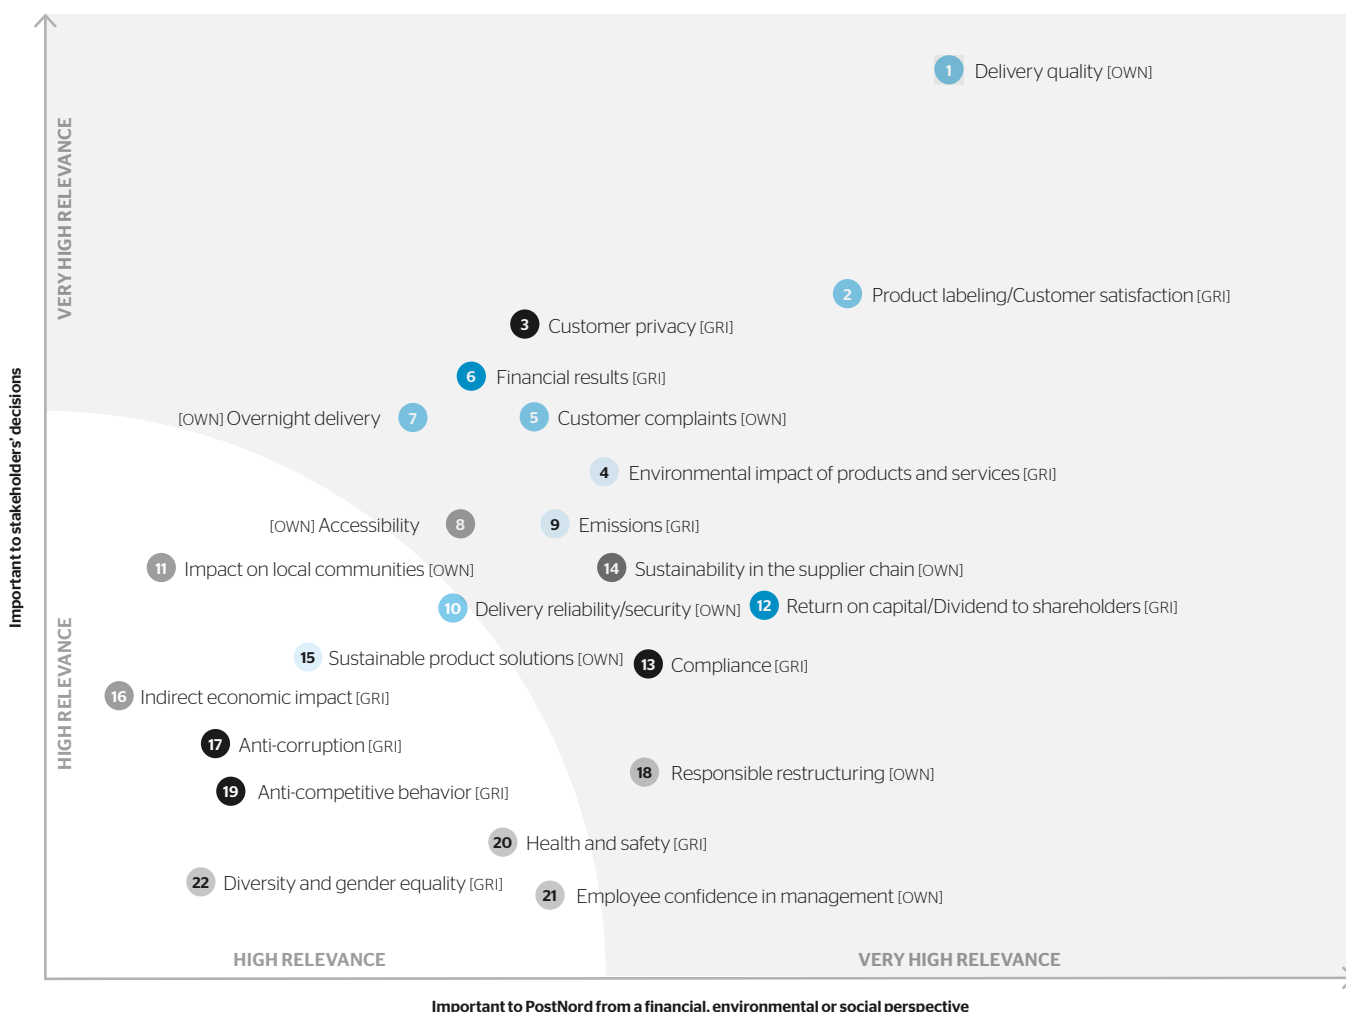 1 Delivery quality [OWN]
VERY HIGH RELEVANCE
2 Product labeling/Customer satisfaction [GRI]
3 Customer privacy [GRI]
6 Financial results [GRI]
[OWN] Overnight delivery 7
5 Customer complaints [OWN]
Important to stakeholders' decisions
4 Environmental impact of products and services [GRI]
[OWN] Accessibility 8
9 Emissions [GRI]
11 Impact on local communities [OWN]
14 Sustainability in the supplier chain [OWN]
10 Delivery reliability/security [OWN]
12 Return on capital/Dividend to shareholders [GRI]
HIGH RELEVANCE
15 Sustainable product solutions [OWN]
13 Compliance [GRI]
16 Indirect economic impact [GRI]
17 Anti-corruption [GRI]
18 Responsible restructuring [OWN]
19 Anti-competitive behavior [GRI]
20 Health and safety [GRI]
22 Diversity and gender equality [GRI]
21 Employee confidence in management [OWN]
HIGH RELEVANCE
VERY HIGH RELEVANCE
Important to PostNord from a financial, environmental or social perspective